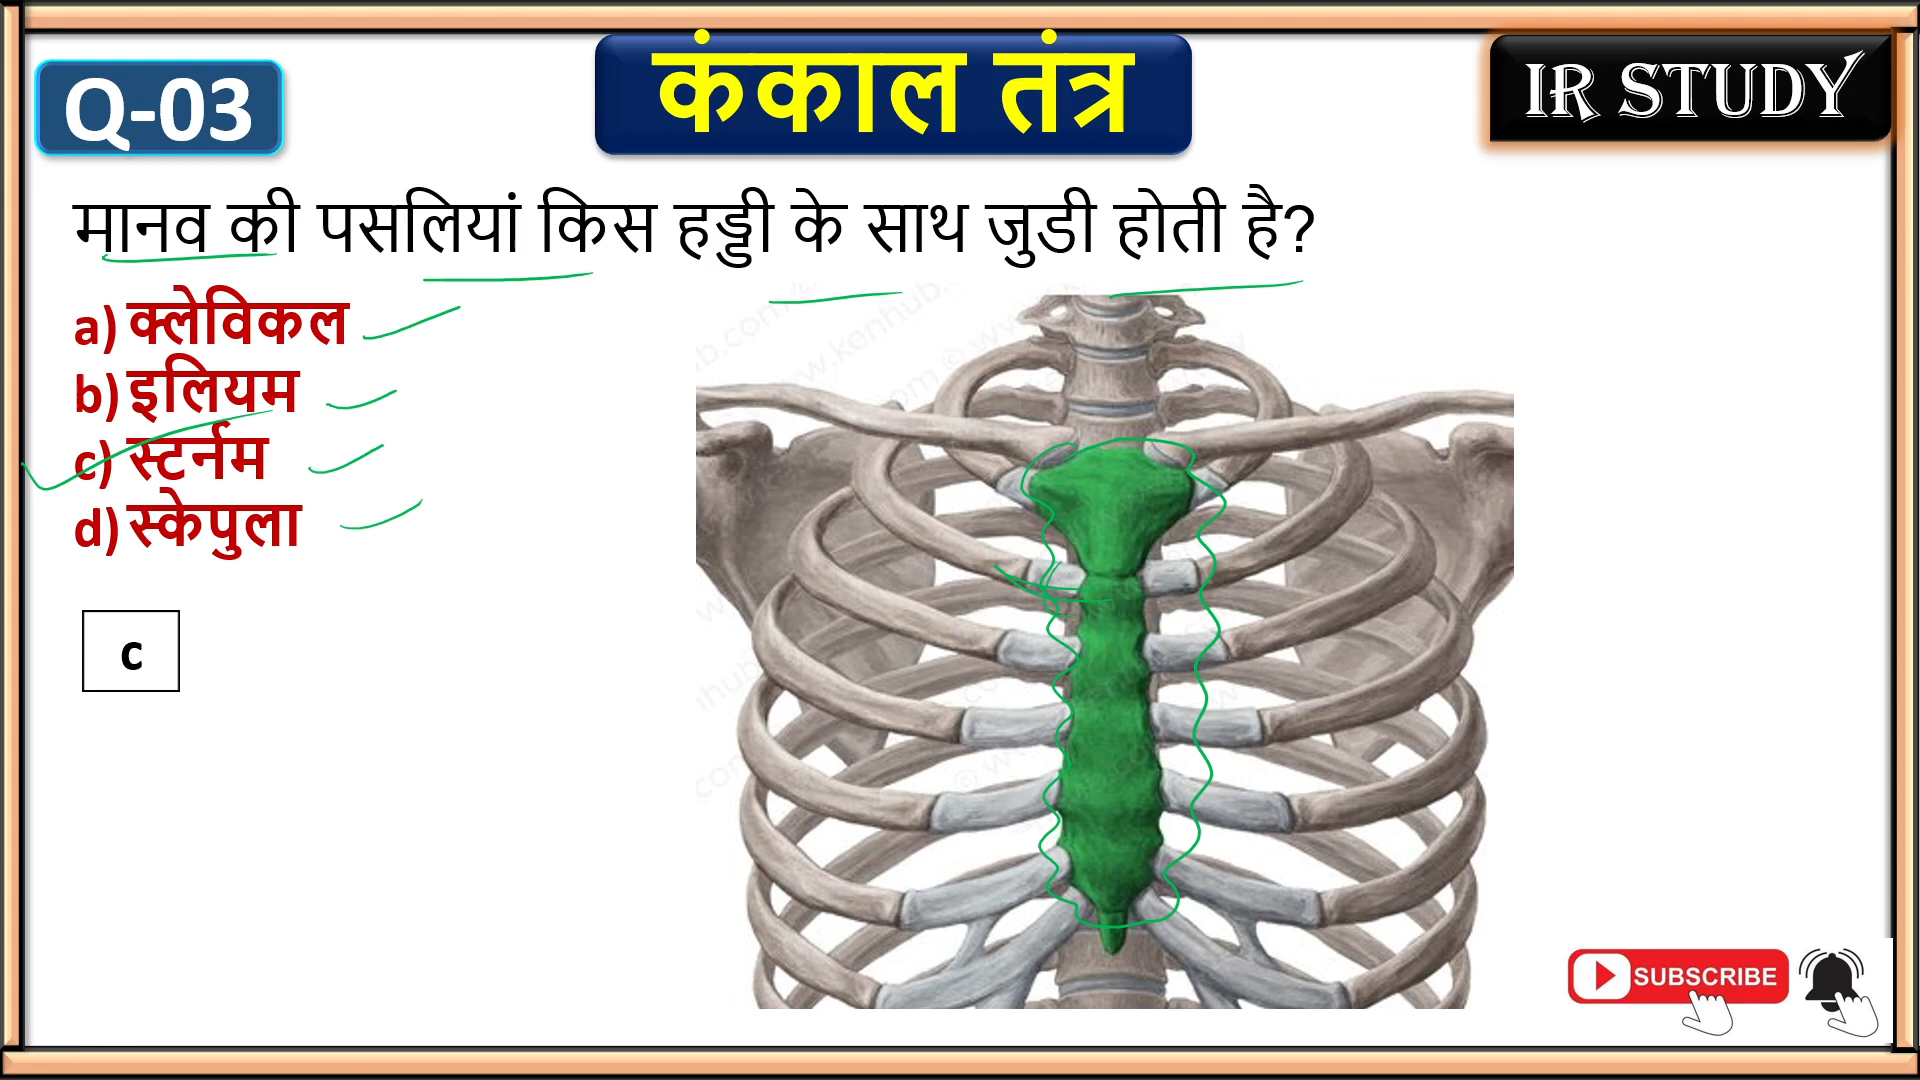 Q-03
कंकाल तंत्र
IR STUDY
मानव की पसलियां किस हड्डी के साथ जुडी होती है?
a) क्लेविकल
b) इलियम
c) स्टर्नम
d) स्केपुला
c
SUBSCRIBE